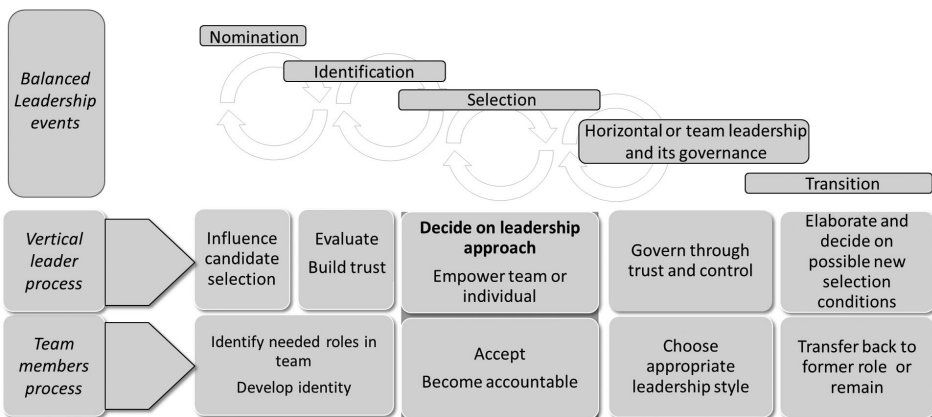 Balanced
Leadership
events
Nomination
Identification
Selection
Horizontal or team leadership
and its governance
Transition
Vertical
leader
process
Influence
candidate
selection
Evaluate
Build trust
Decide on leadership
approach
Empower team or
individual
Govern through
trust and control
Elaborate and
decide on
possible new
selection
conditions
Team
members
process
Identify needed roles in
team
Develop identity
Accept
Become accountable
Choose
appropriate
leadership style
Transfer back to
former role or
remain